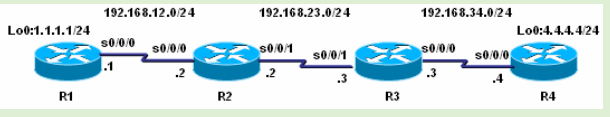 192.168.12.0/24 192.168.23.0/24 192.168.34.0/24
Lo0:1.1.1.1/24 Lo0:4.4.4.4/24
s0/0/0 s0/0/0 s0/0/1 s0/0/1 s0/0/0 s0/0/0
.1 .2 .2 .3 .3 .4
R1 R2 R3 R4